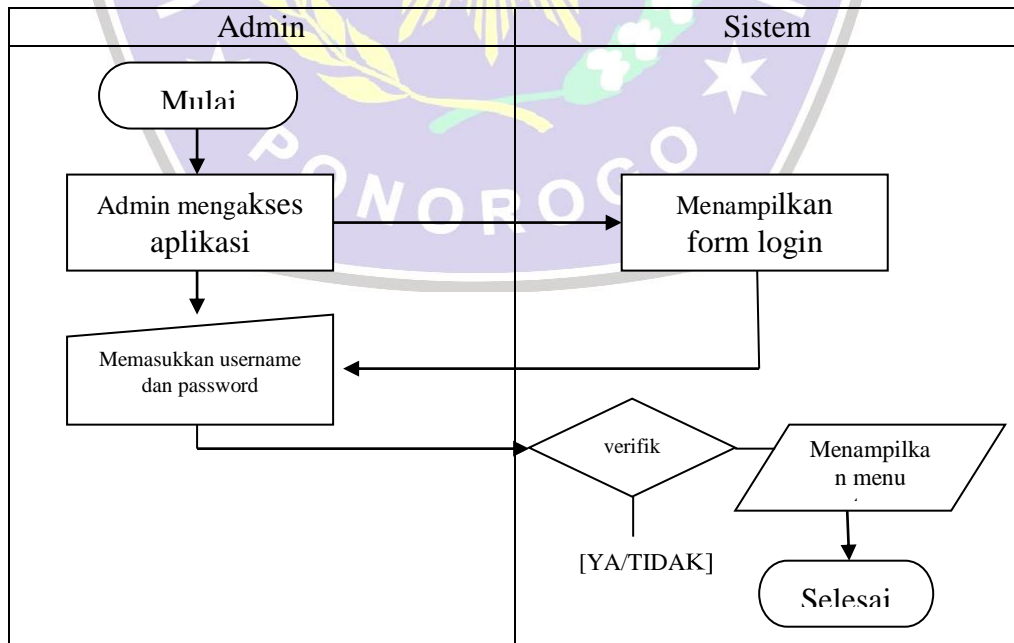 Admin
Sistem
Mulai
Admin mengakses
aplikasi
Menampilkan
form login
Memasukkan username
dan password
verifik
Menampilka
n menu
[YA/TIDAK]
Selesai
PONOROGO